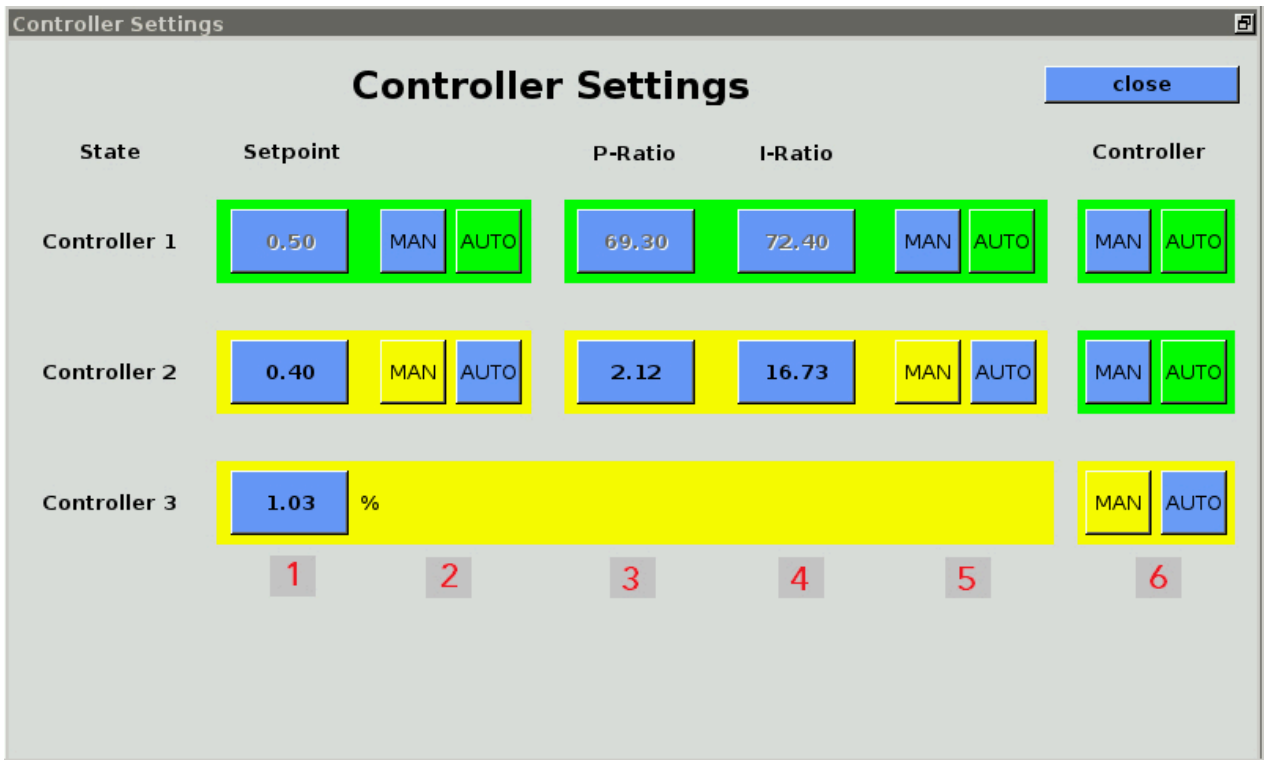 Controller Settings
Controller Settings
close
State Setpoint P-Ratio I-Ratio Controller
Controller 1 0.50 MAN AUTO 69.30 72.40 MAN AUTO MAN AUTO
Controller 2 0.40 MAN AUTO 2.12 16.73 MAN AUTO MAN AUTO
Controller 3 1.03 % MAN AUTO
1 2 3 4 5 6